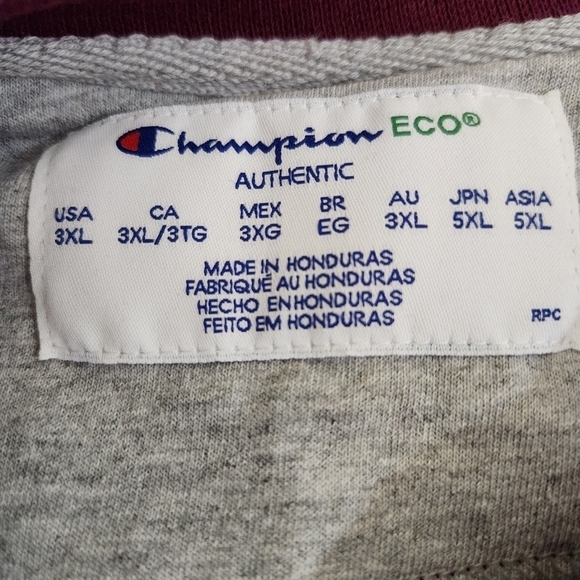 Champion ECO®
AUTHENTIC
USA CA MEX BR AU JPN ASIA
3XL 3XL/3TG 3XG EG 3XL 5XL 5XL
MADE IN HONDURAS
FABRIQUÉ AU HONDURAS
HECHO EN HONDURAS
FEITO EM HONDURAS
RPC